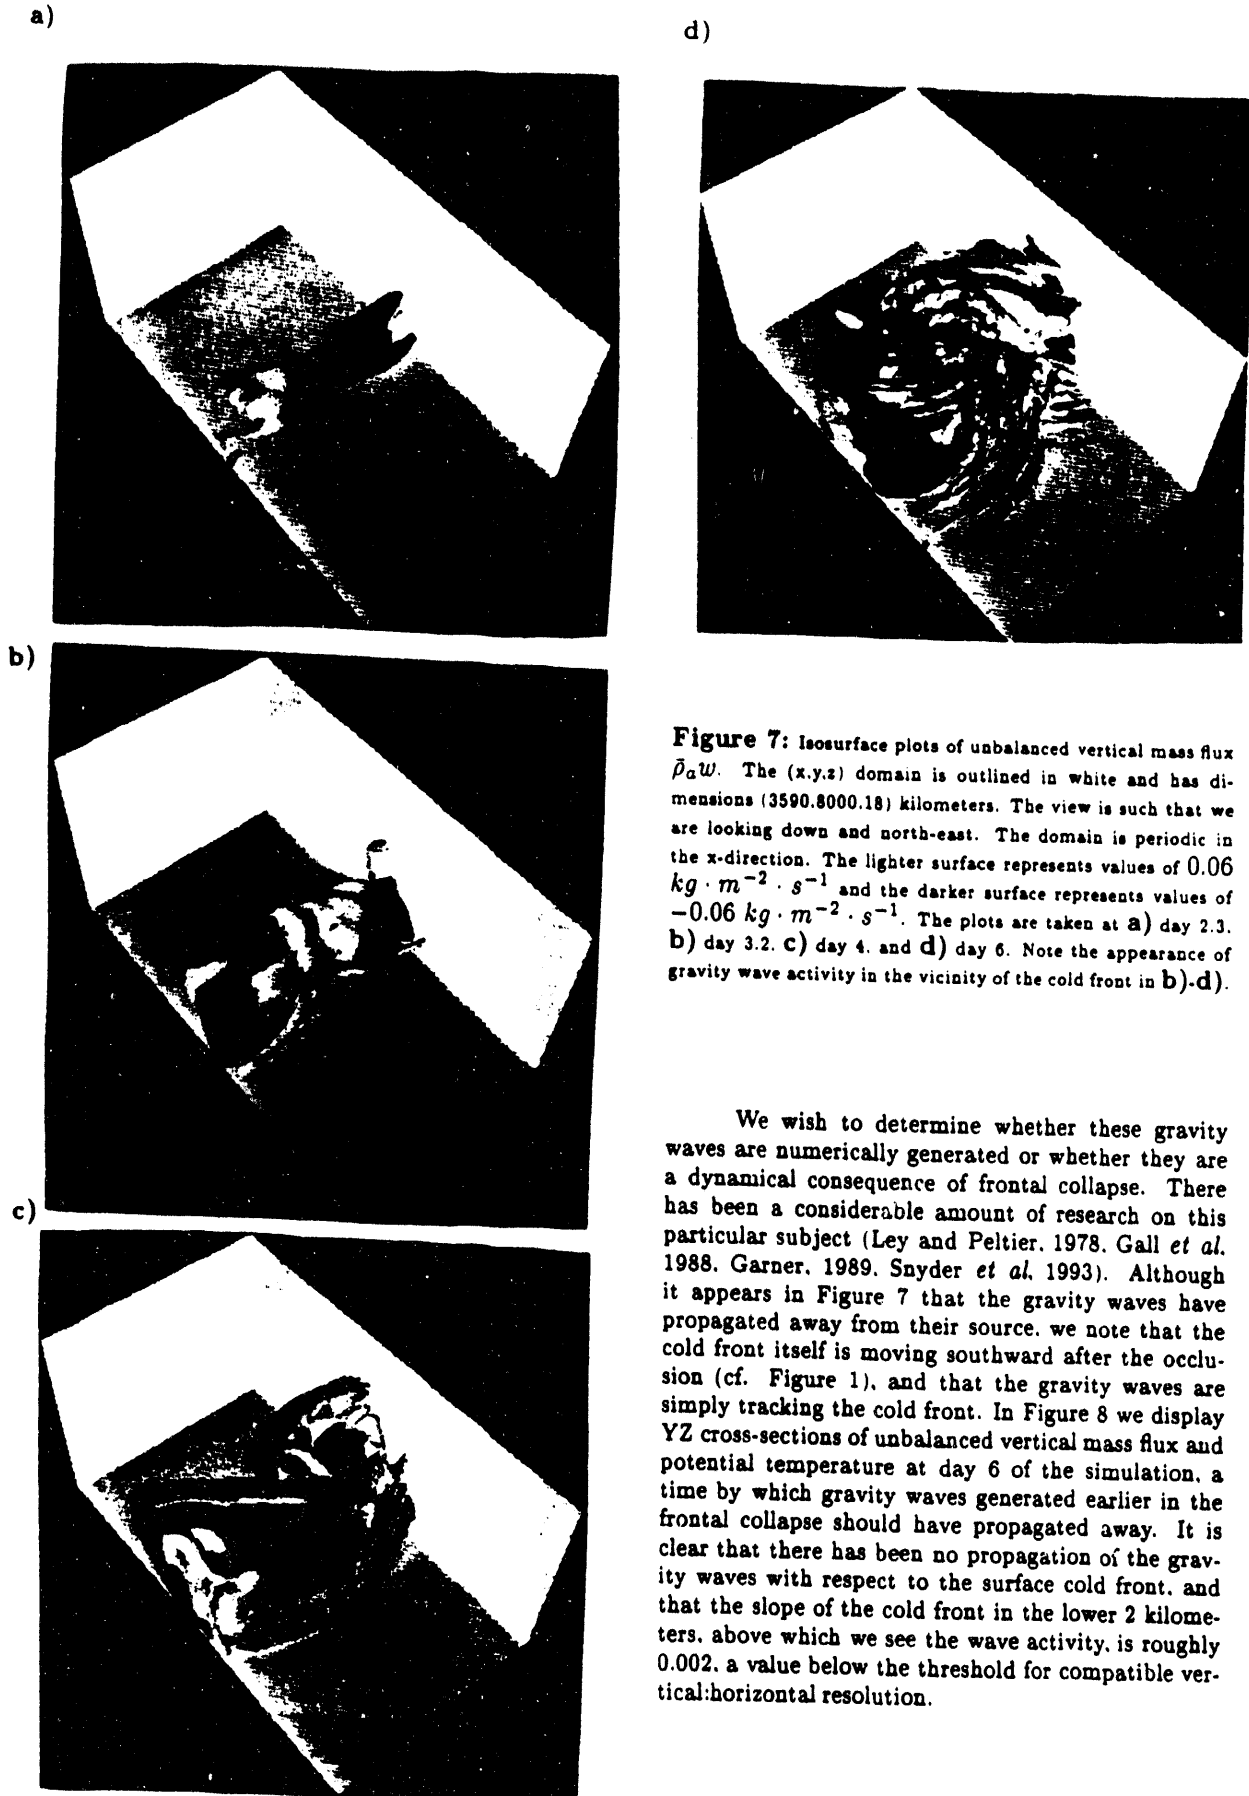 a)
d)
b)
c)
Figure 7: Isosurface plots of unbalanced vertical mass flux
ρ̄ₐw. The (x.y.z) domain is outlined in white and has di-
mensions (3590.8000.18) kilometers. The view is such that we
are looking down and north-east. The domain is periodic in
the x-direction. The lighter surface represents values of 0.06
kg · m⁻² · s⁻¹ and the darker surface represents values of
−0.06 kg · m⁻² · s⁻¹. The plots are taken at a) day 2.3.
b) day 3.2. c) day 4. and d) day 6. Note the appearance of
gravity wave activity in the vicinity of the cold front in b)-d).
We wish to determine whether these gravity
waves are numerically generated or whether they are
a dynamical consequence of frontal collapse. There
has been a considerable amount of research on this
particular subject (Ley and Peltier. 1978. Gall et al.
1988. Garner. 1989. Snyder et al. 1993). Although
it appears in Figure 7 that the gravity waves have
propagated away from their source. we note that the
cold front itself is moving southward after the occlu-
sion (cf. Figure 1). and that the gravity waves are
simply tracking the cold front. In Figure 8 we display
YZ cross-sections of unbalanced vertical mass flux and
potential temperature at day 6 of the simulation. a
time by which gravity waves generated earlier in the
frontal collapse should have propagated away. It is
clear that there has been no propagation of the grav-
ity waves with respect to the surface cold front. and
that the slope of the cold front in the lower 2 kilome-
ters. above which we see the wave activity. is roughly
0.002. a value below the threshold for compatible ver-
tical:horizontal resolution.